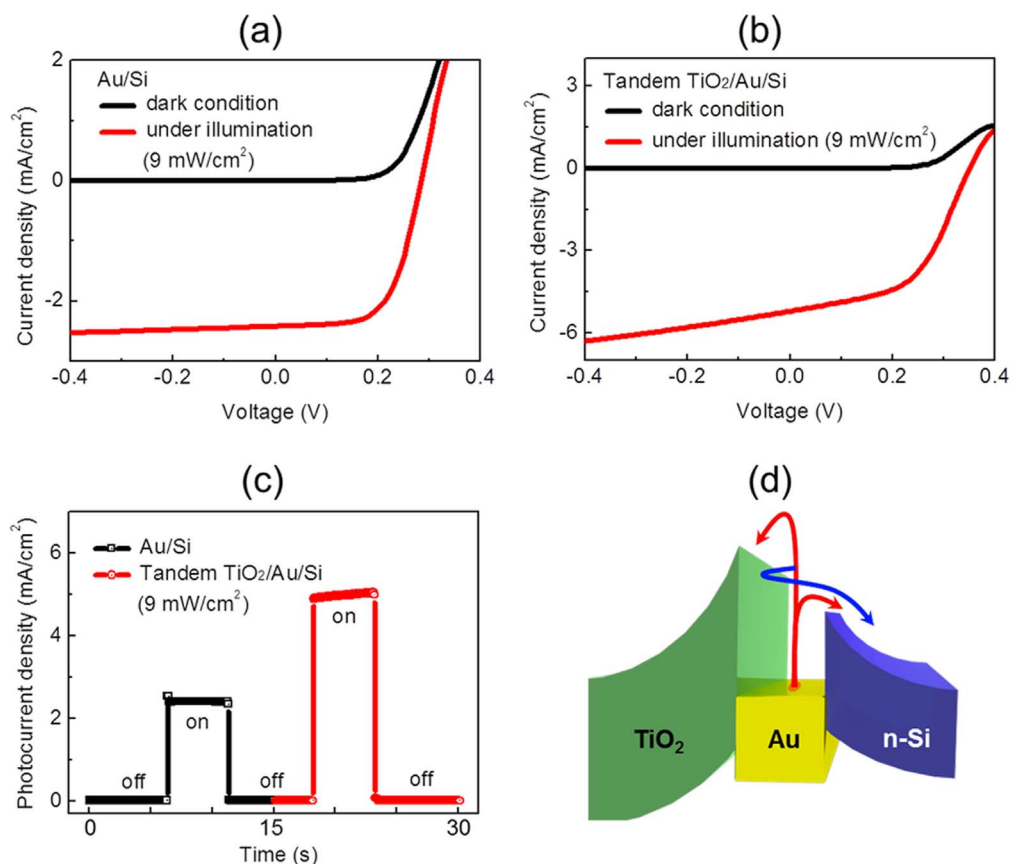 (a)
Au/Si
dark condition
under illumination
(9 mW/cm²)
Current density (mA/cm²)
2
0
-2
-0.4
-0.2
0.0
0.2
0.4
Voltage (V)
(b)
Tandem TiO₂/Au/Si
dark condition
under illumination (9 mW/cm²)
Current density (mA/cm²)
3
0
-3
-6
-0.4
-0.2
0.0
0.2
0.4
Voltage (V)
(c)
Au/Si
Tandem TiO₂/Au/Si
(9 mW/cm²)
Photocurrent density (mA/cm²)
6
4
2
0
on
on
off
off
off
0
15
30
Time (s)
(d)
TiO₂
Au
n-Si